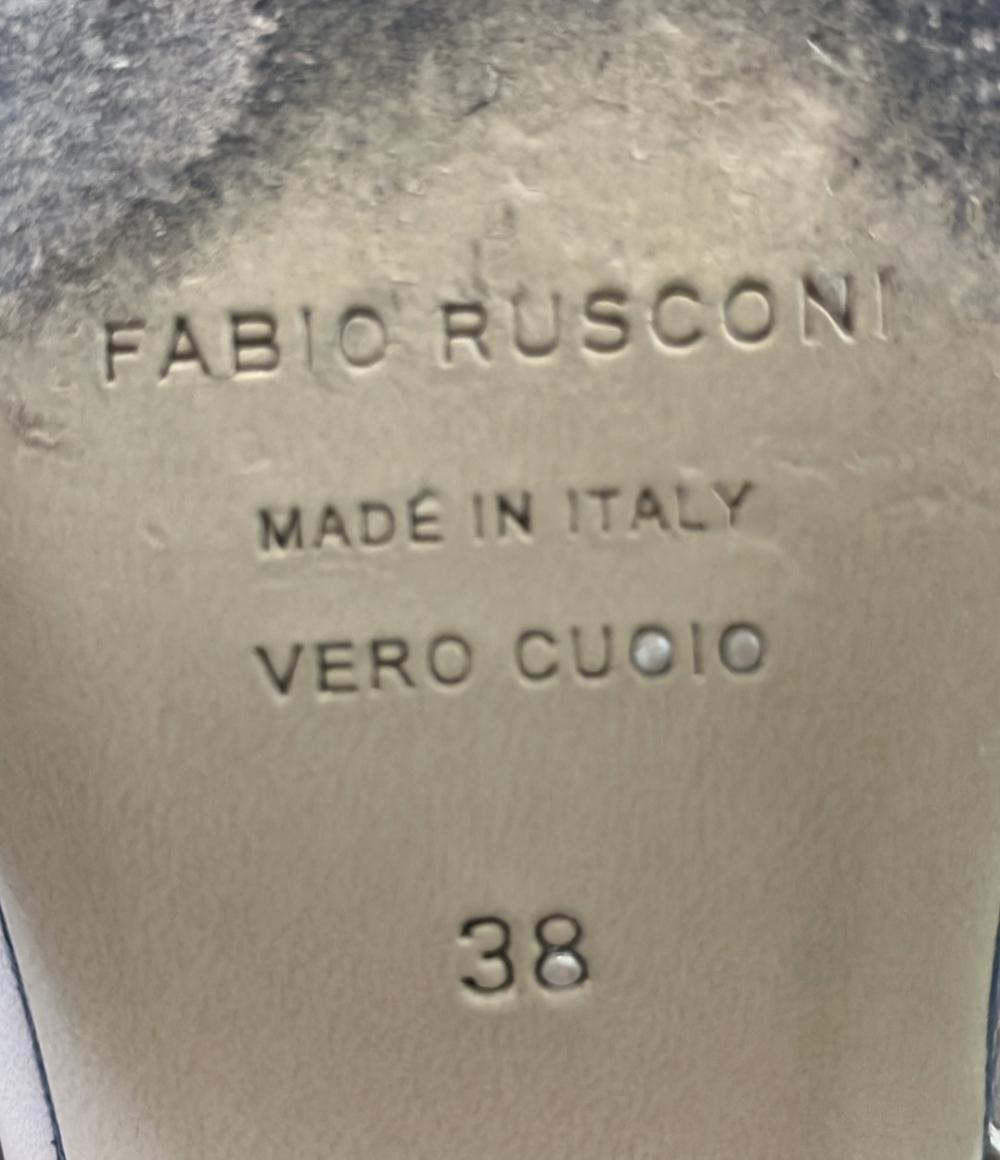 FABIO RUSCONI
MADE IN ITALY
VERO CUOIO
38